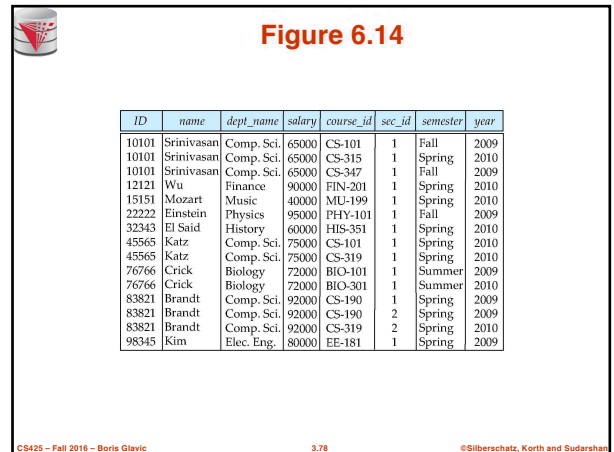 Figure 6.14
ID name dept_name salary course_id sec_id semester year
10101 Srinivasan Comp. Sci. 65000 CS-101 1 Fall 2009
10101 Srinivasan Comp. Sci. 65000 CS-315 1 Spring 2010
10101 Srinivasan Comp. Sci. 65000 CS-347 1 Fall 2009
12121 Wu Finance 90000 FIN-201 1 Spring 2010
15151 Mozart Music 40000 MU-199 1 Spring 2010
22222 Einstein Physics 95000 PHY-101 1 Fall 2009
32343 El Said History 60000 HIS-351 1 Spring 2010
45565 Katz Comp. Sci. 75000 CS-101 1 Spring 2010
45565 Katz Comp. Sci. 75000 CS-319 1 Spring 2010
76766 Crick Biology 72000 BIO-101 1 Summer 2009
76766 Crick Biology 72000 BIO-301 1 Summer 2010
83821 Brandt Comp. Sci. 92000 CS-190 1 Spring 2009
83821 Brandt Comp. Sci. 92000 CS-190 2 Spring 2009
83821 Brandt Comp. Sci. 92000 CS-319 2 Spring 2010
98345 Kim Elec. Eng. 80000 EE-181 1 Spring 2009
CS425 – Fall 2016 – Boris Glavic 3.78 ©Silberschatz, Korth and Sudarshan